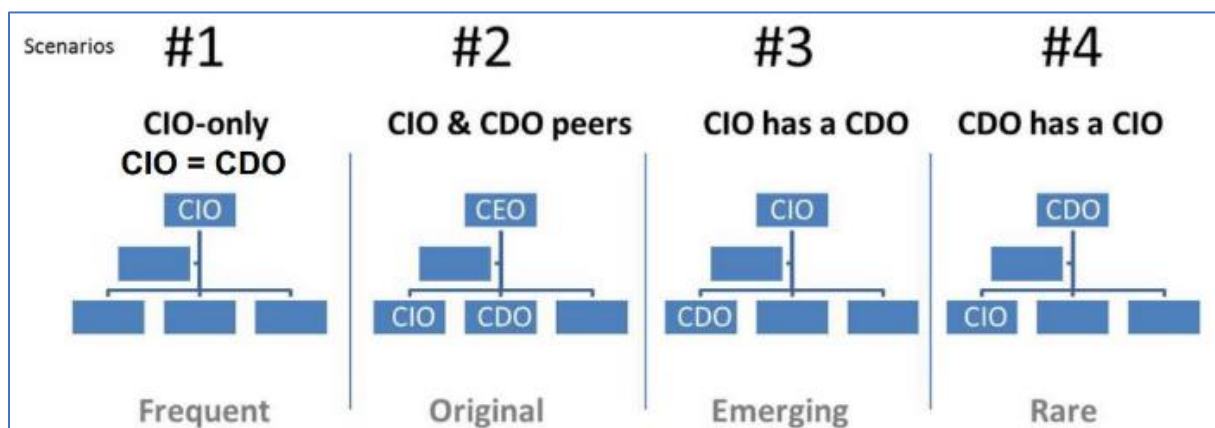 Scenarios #1 #2 #3 #4
CIO-only CIO & CDO peers CIO has a CDO CDO has a CIO
CIO = CDO
CIO CEO CIO CDO
CIO CDO CDO CIO
Frequent Original Emerging Rare